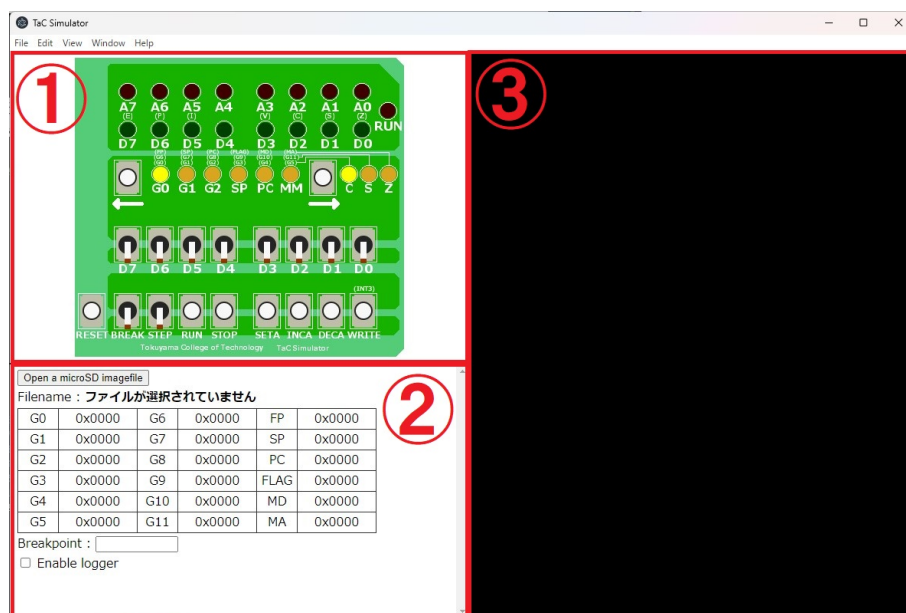 TaC Simulator
File Edit View Window Help
①
A7 A6 A5 A4 A3 A2 A1 A0
(E) (P) (I) (V) (C) (S) (Z)
RUN
D7 D6 D5 D4 D3 D2 D1 D0
G0 G1 G2 SP PC MM C S Z
D7 D6 D5 D4 D3 D2 D1 D0
(INT3)
RESET BREAK STEP RUN STOP SETA INCA DECA WRITE
Tokuyama College of Technology TaC Simulator
②
Open a microSD imagefile
Filename : ファイルが選択されていません
G0 0x0000 G6 0x0000 FP 0x0000
G1 0x0000 G7 0x0000 SP 0x0000
G2 0x0000 G8 0x0000 PC 0x0000
G3 0x0000 G9 0x0000 FLAG 0x0000
G4 0x0000 G10 0x0000 MD 0x0000
G5 0x0000 G11 0x0000 MA 0x0000
Breakpoint :
Enable logger
③